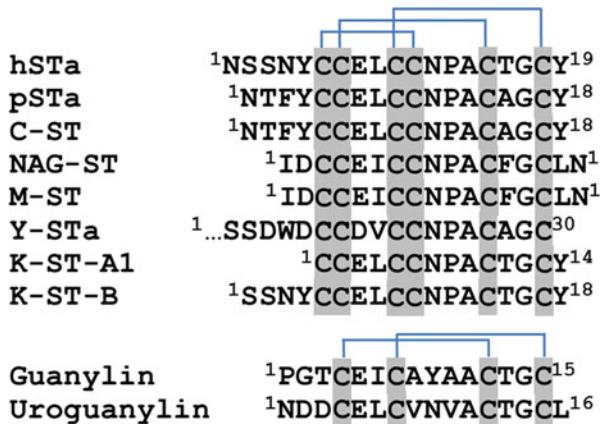 hSTa ¹NSSNYCCELCCNPACTGCY¹⁹
pSTa ¹NTFYCCELCCNPACAGCY¹⁸
C-ST ¹NTFYCCELCCNPACAGCY¹⁸
NAG-ST ¹IDCCEICCNPACFGCLN¹
M-ST ¹IDCCEICCNPACFGCLN¹
Y-STa ¹…SSDWDCCDVCCNPACAGC³⁰
K-ST-A1 ¹CCELCCNPACTGCY¹⁴
K-ST-B ¹SSNYCCELCCNPACTGCY¹⁸
Guanylin ¹PGTCEICAYAACTGC¹⁵
Uroguanylin ¹NDDCELCVNVACTGCL¹⁶